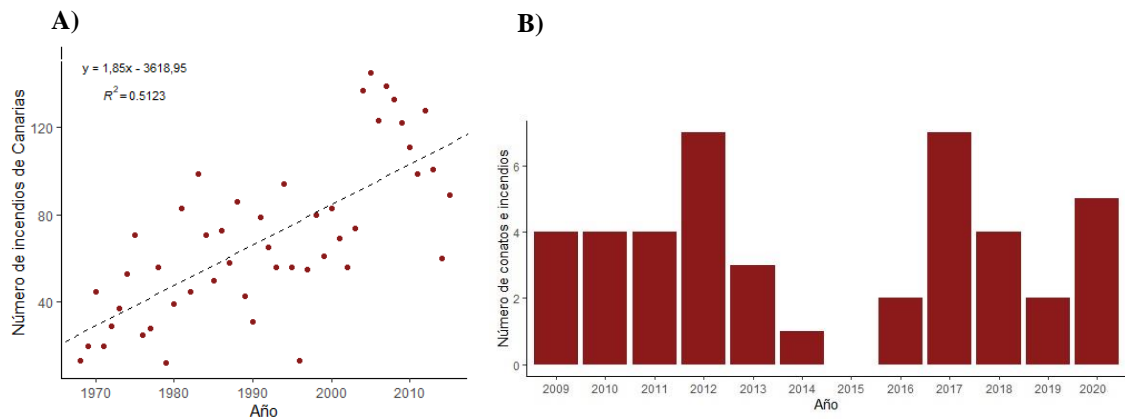 A)
y = 1,85x - 3618,95
R² = 0.5123
Número de incendios de Canarias
120
80
40
1970 1980 1990 2000 2010
Año
B)
Número de conatos e incendios
6
4
2
0
2009 2010 2011 2012 2013 2014 2015 2016 2017 2018 2019 2020
Año